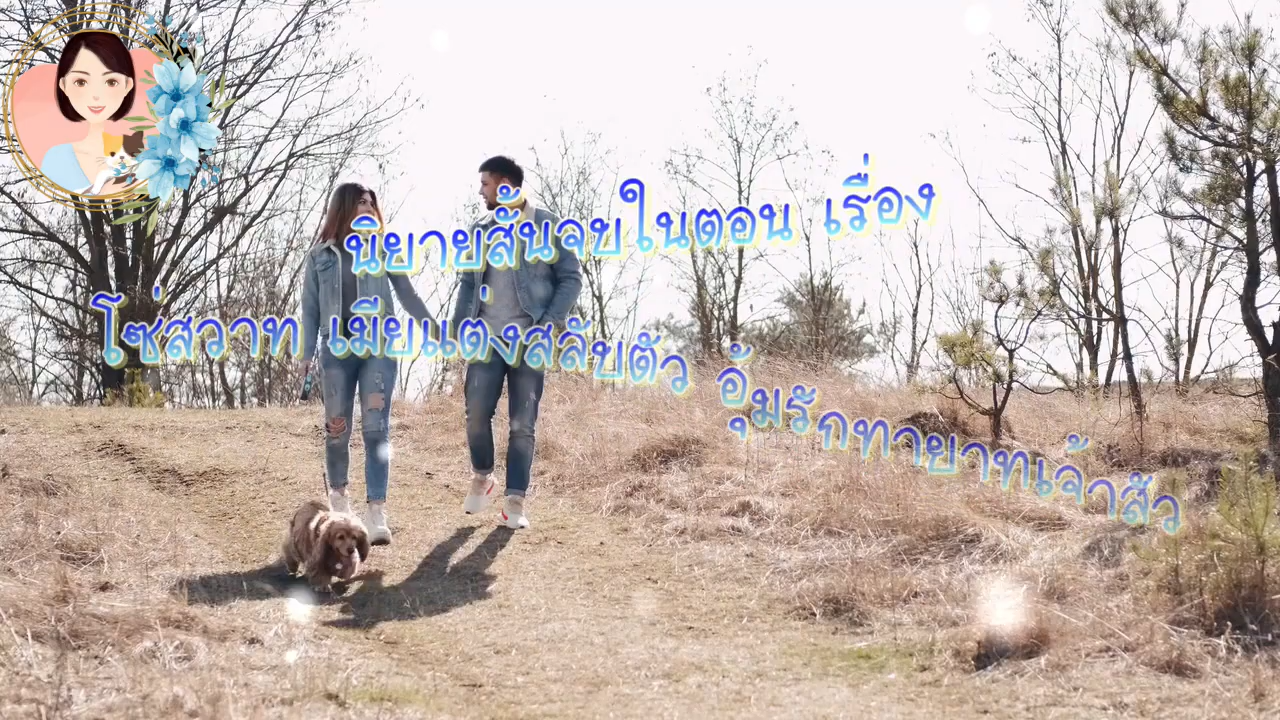 นิยายสั้นจบในตอน เรื่อง
โซ่สวาท เมียแต่งสลับตัว อุ้มรักทายาทเจ้าสัว